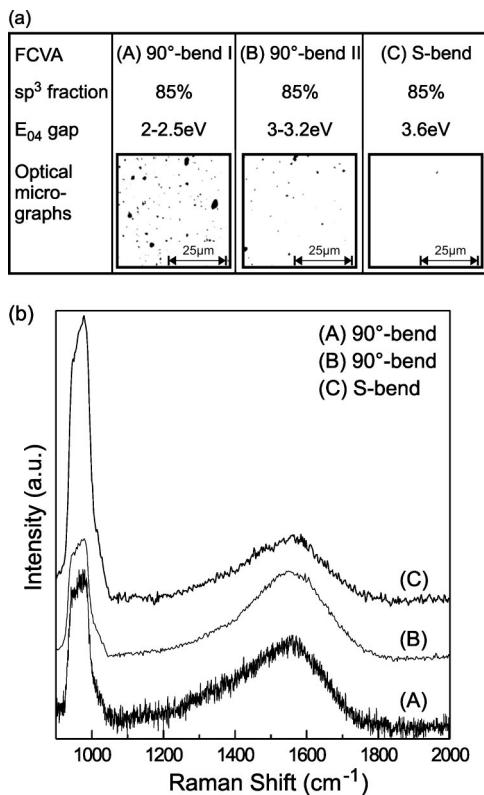 (a)
FCVA (A) 90°-bend I (B) 90°-bend II (C) S-bend
sp³ fraction 85% 85% 85%
E₀₄ gap 2-2.5eV 3-3.2eV 3.6eV
Optical
micro-
graphs
25µm 25µm 25µm
(b)
(A) 90°-bend
(B) 90°-bend
(C) S-bend
Intensity (a.u.)
(C)
(B)
(A)
1000 1200 1400 1600 1800 2000
Raman Shift (cm⁻¹)